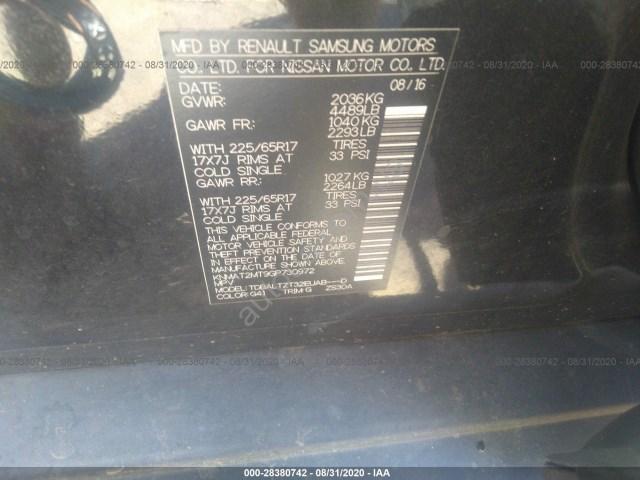 MFD BY RENAULT SAMSUNG MOTORS
CO. LTD. FOR NISSAN MOTOR CO. LTD.
DATE: 08/16
GVWR: 2036KG
4489LB
GAWR FR: 1040KG
2293LB
WITH 225/65R17 TIRES
17X7J RIMS AT 33 PSI
COLD SINGLE
GAWR RR: 1027KG
2264LB
WITH 225/65R17 TIRES
17X7J RIMS AT 33 PSI
COLD SINGLE
THIS VEHICLE CONFORMS TO
ALL APPLICABLE FEDERAL
MOTOR VEHICLE SAFETY AND
THEFT PREVENTION STANDARDS
IN EFFECT ON THE DATE OF
MANUFACTURE SHOWN ABOVE.
KNMAT2MT9GP730972
MPV
COLOR: G41 TRIM: G
000-28380742 - 08/31/2020 - IAA